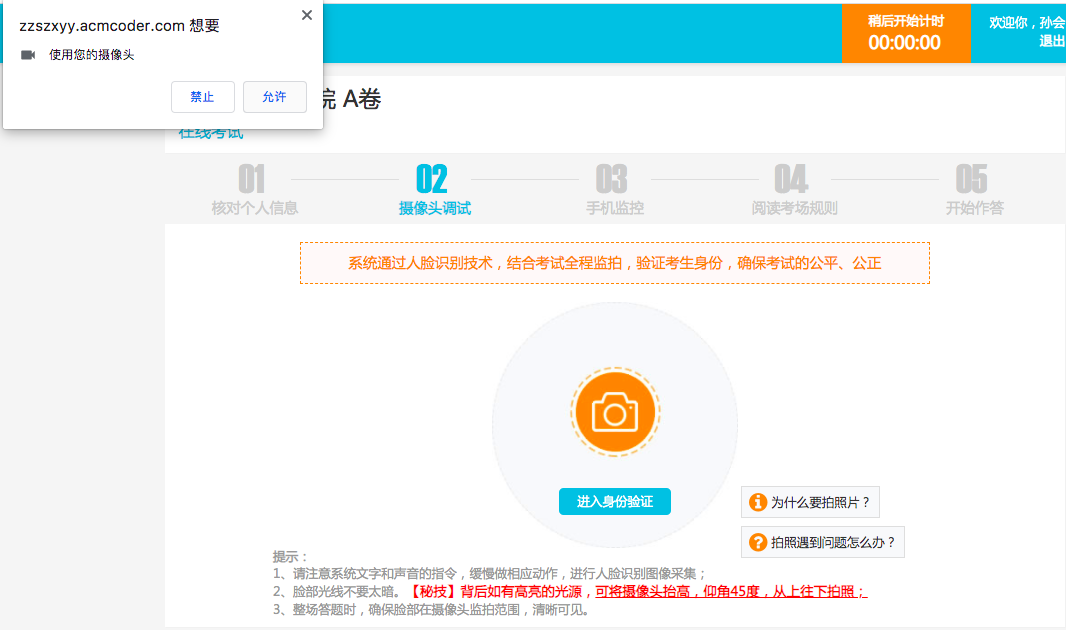 zzszxyy.acmcoder.com 想要
使用您的摄像头
禁止
允许
稍后开始计时
00:00:00
欢迎你，孙会
退出
院 A卷
在线考试
01
核对个人信息
02
摄像头调试
03
手机监控
04
阅读考场规则
05
开始作答
系统通过人脸识别技术，结合考试全程监拍，验证考生身份，确保考试的公平、公正
进入身份验证
为什么要拍照片？
拍照遇到问题怎么办？
提示：
1、请注意系统文字和声音的指令，缓慢做相应动作，进行人脸识别图像采集；
2、脸部光线不要太暗。【秘技】背后如有高亮的光源，可将摄像头抬高，仰角45度，从上往下拍照；
3、整场答题时，确保脸部在摄像头监拍范围，清晰可见。